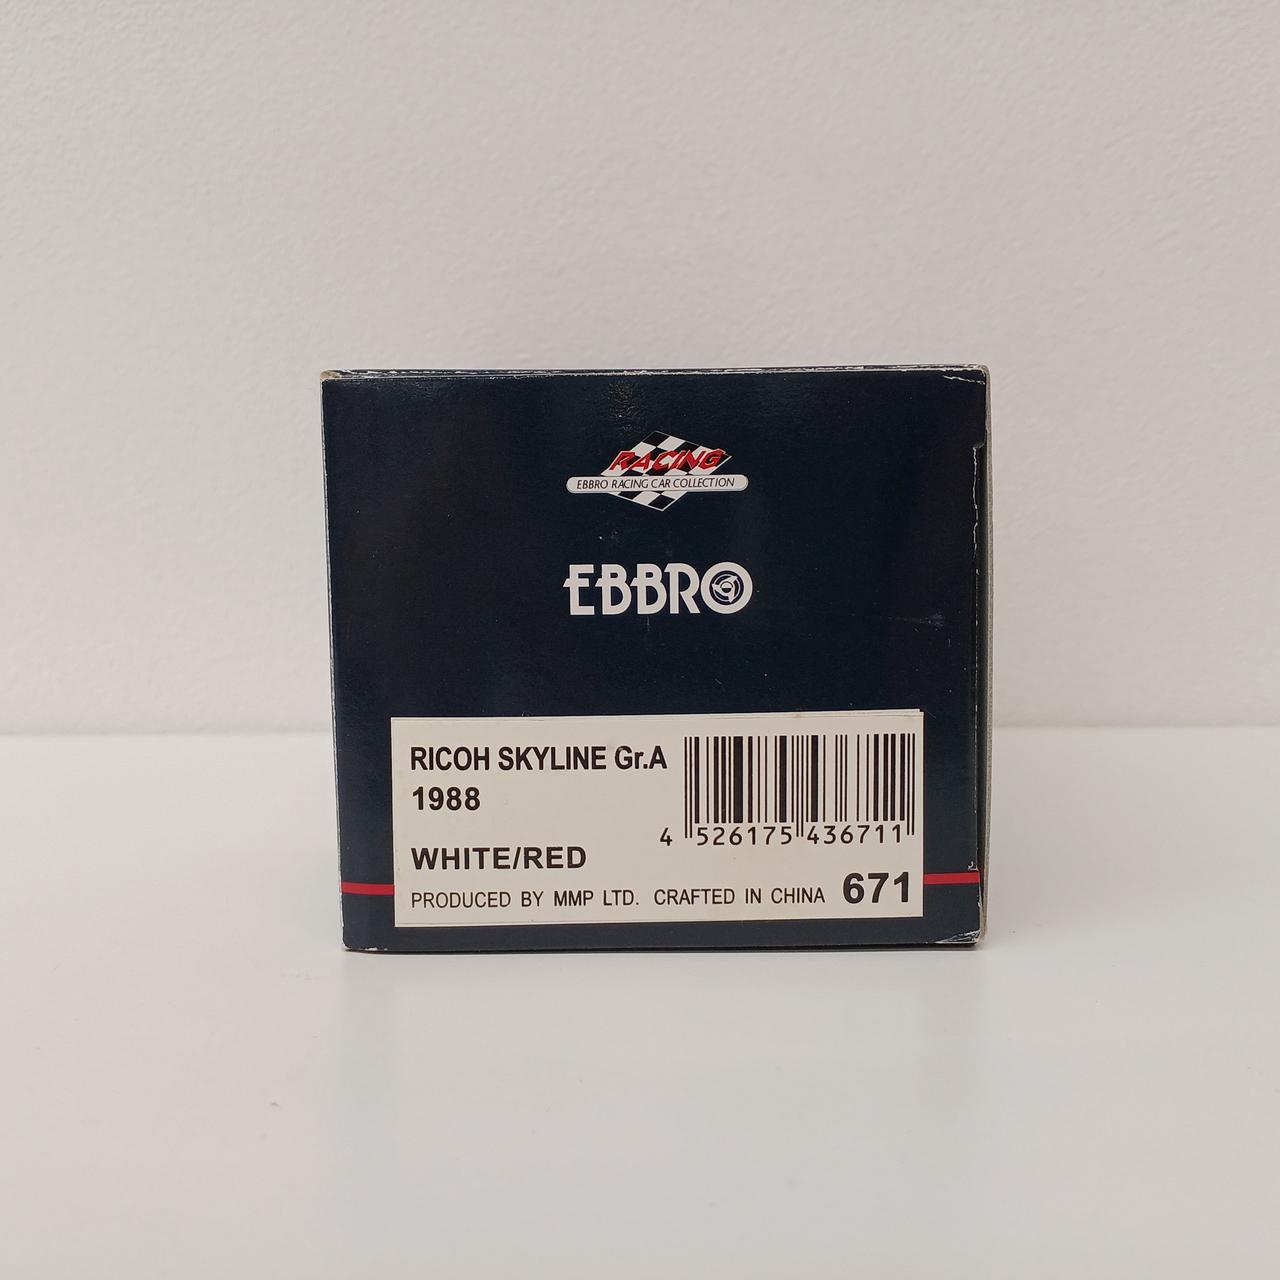 RACING
EBBRO RACING CAR COLLECTION
EBBRO
RICOH SKYLINE Gr.A
1988
WHITE/RED
4 526175 436711
PRODUCED BY MMP LTD. CRAFTED IN CHINA 671